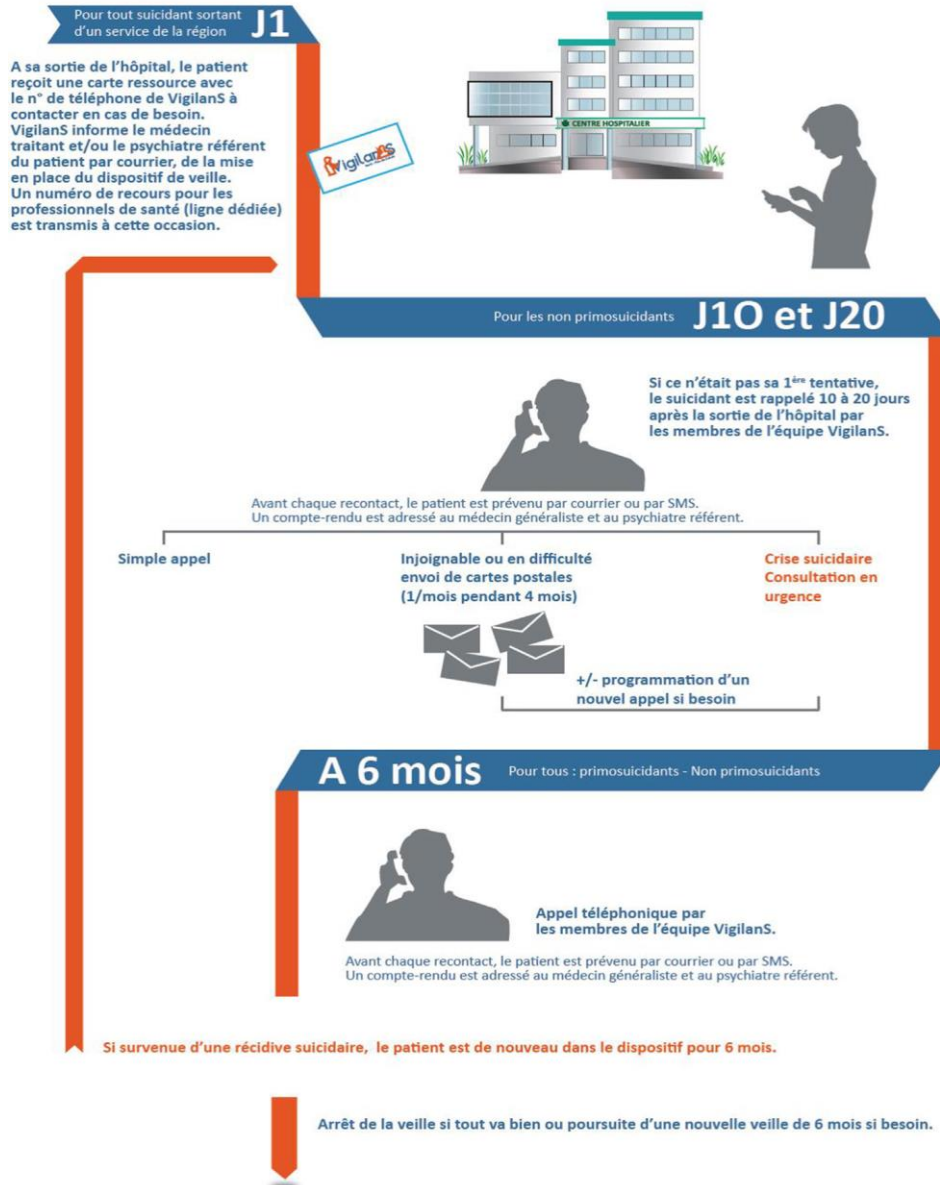 Pour tout suicidant sortant
d'un service de la région
J1
A sa sortie de l'hôpital, le patient
reçoit une carte ressource avec
le n° de téléphone de VigilanS à
contacter en cas de besoin.
VigilanS informe le médecin
traitant et/ou le psychiatre référent
du patient par courrier, de la mise
en place du dispositif de veille.
Un numéro de recours pour les
professionnels de santé (ligne dédiée)
est transmis à cette occasion.
VigilanS
CENTRE HOSPITALIER
Pour les non primosuicidants J1O et J20
Si ce n'était pas sa 1ère tentative,
le suicidant est rappelé 10 à 20 jours
après la sortie de l'hôpital par
les membres de l'équipe VigilanS.
Avant chaque recontact, le patient est prévenu par courrier ou par SMS.
Un compte-rendu est adressé au médecin généraliste et au psychiatre référent.
Simple appel
Injoignable ou en difficulté
envoi de cartes postales
(1/mois pendant 4 mois)
Crise suicidaire
Consultation en
urgence
+/- programmation d'un
nouvel appel si besoin
A 6 mois Pour tous : primosuicidants - Non primosuicidants
Appel téléphonique par
les membres de l'équipe VigilanS.
Avant chaque recontact, le patient est prévenu par courrier ou par SMS.
Un compte-rendu est adressé au médecin généraliste et au psychiatre référent.
Si survenue d'une récidive suicidaire, le patient est de nouveau dans le dispositif pour 6 mois.
Arrêt de la veille si tout va bien ou poursuite d'une nouvelle veille de 6 mois si besoin.